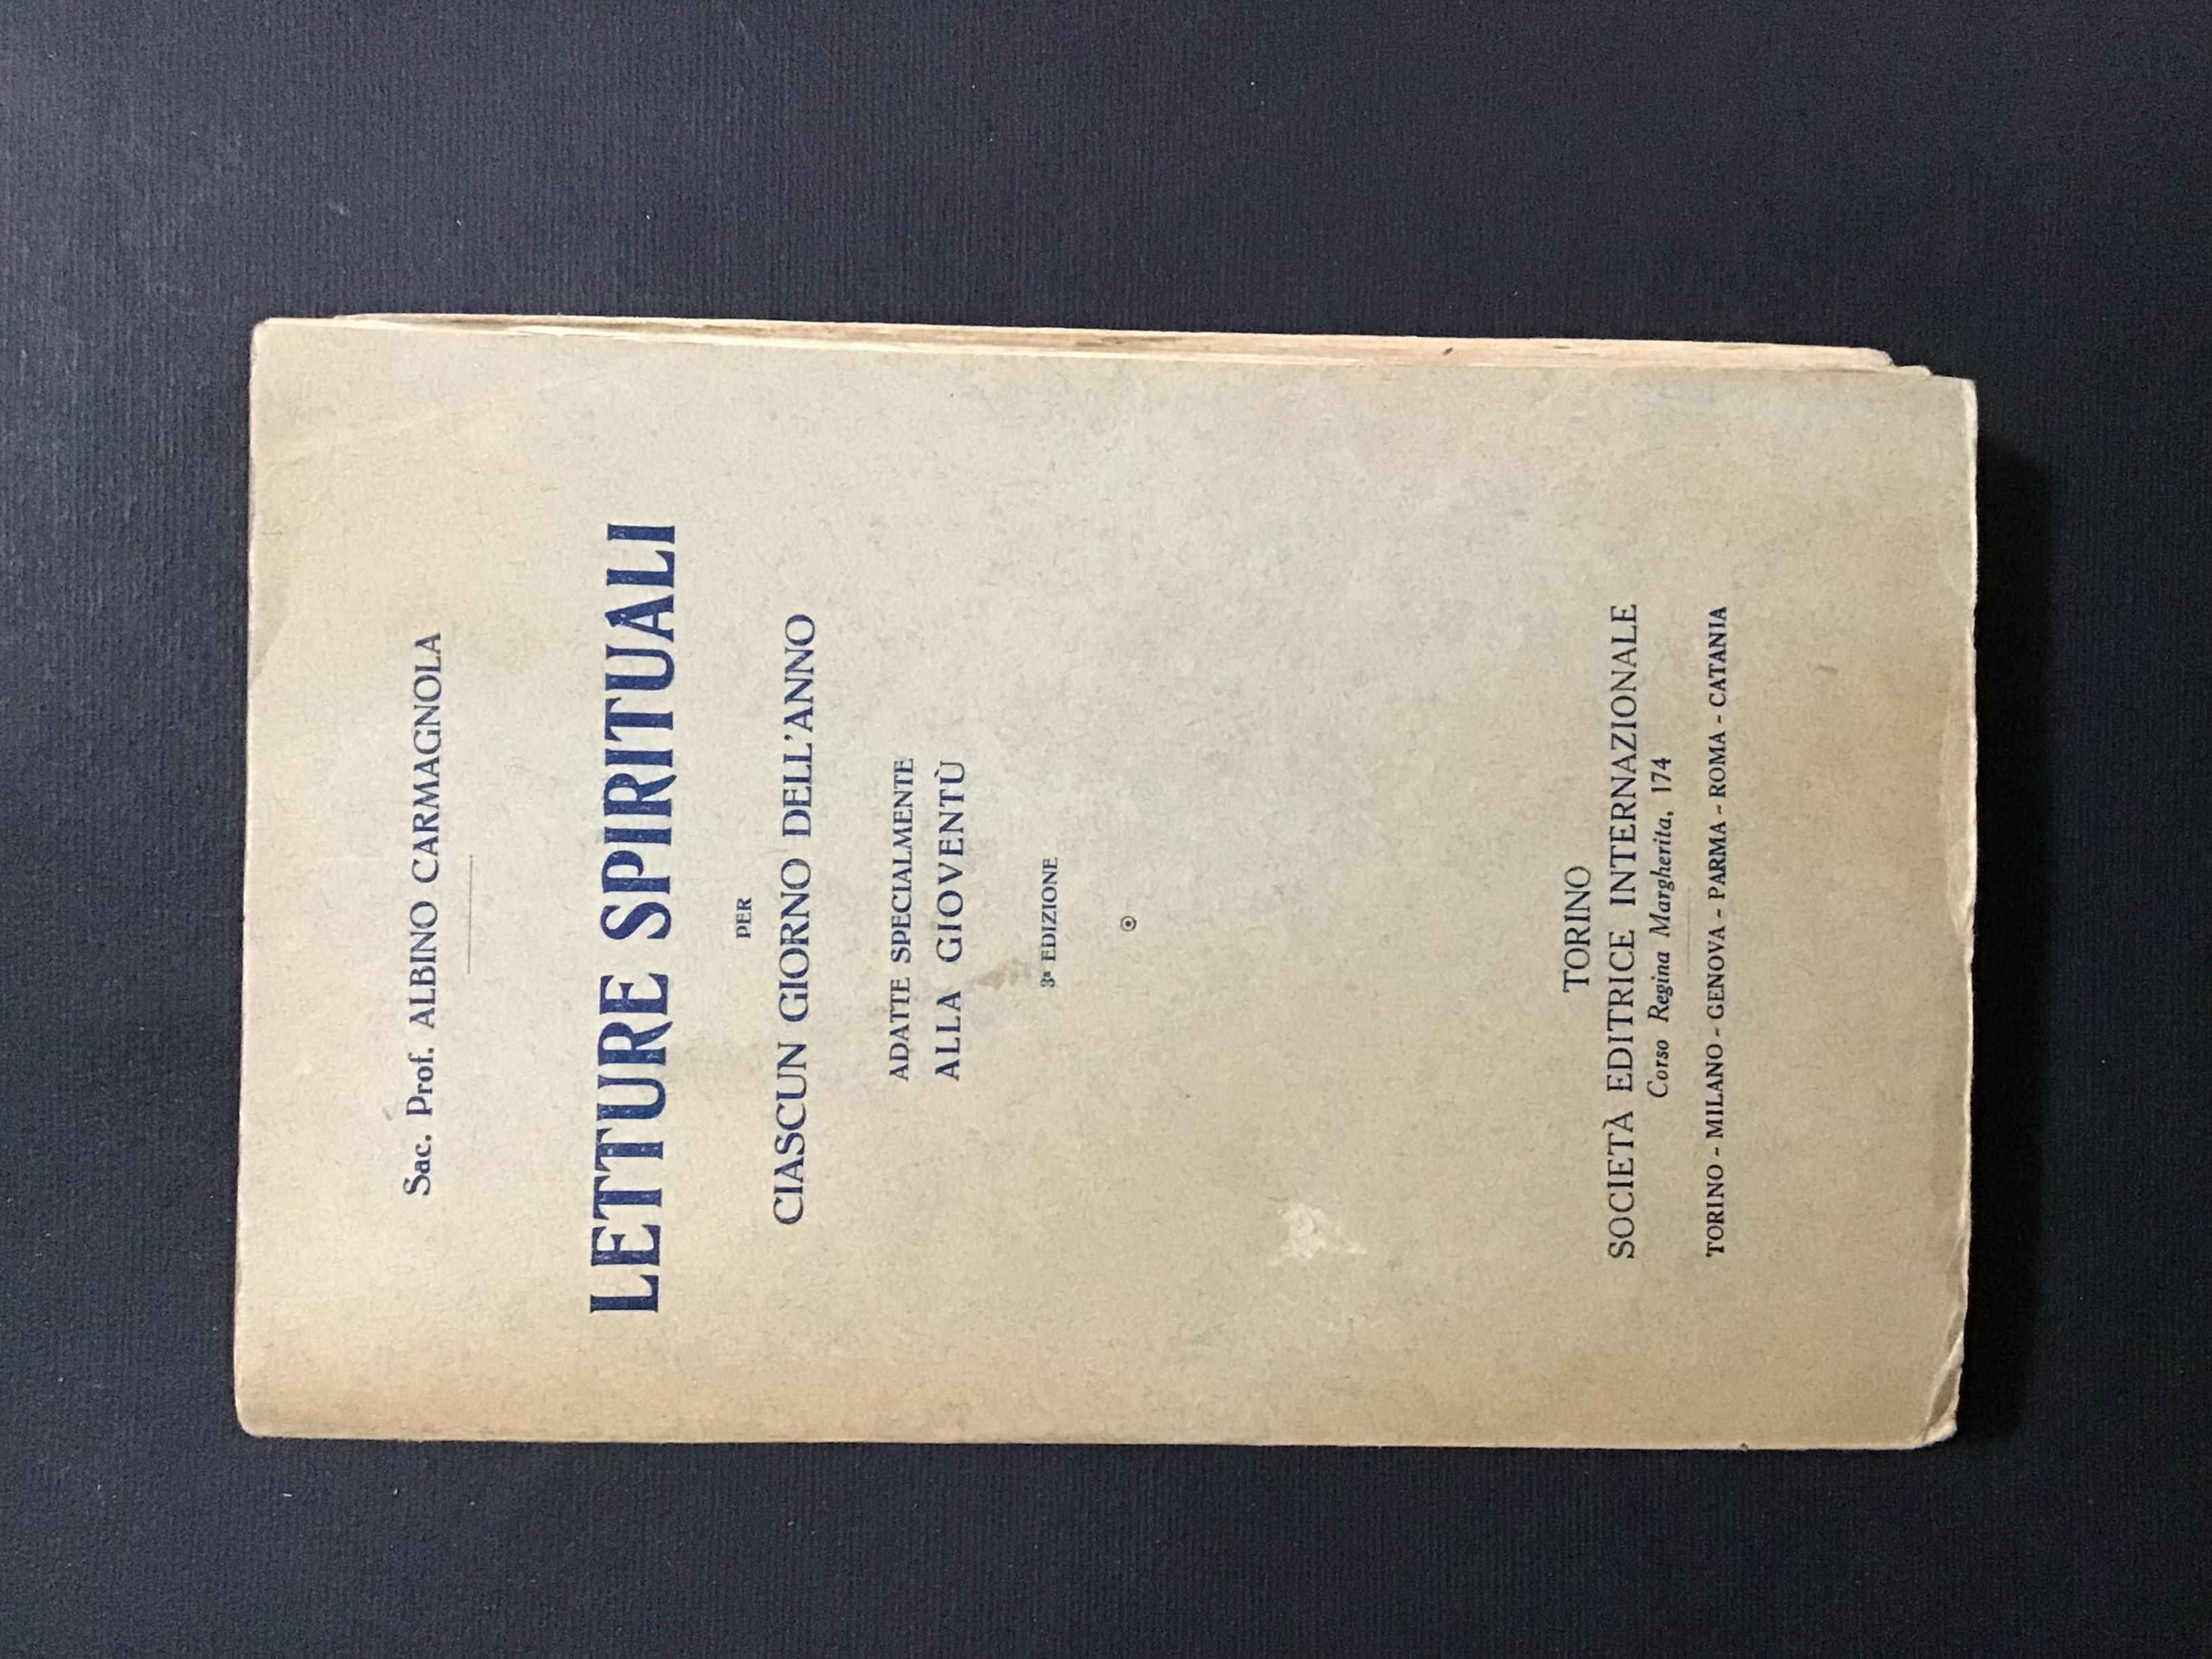 Sac. Prof. ALBINO CARMAGNOLA
LETTURE SPIRITUALI
PER
CIASCUN GIORNO DELL'ANNO
ADATTE SPECIALMENTE
ALLA GIOVENTÙ
3ª EDIZIONE
TORINO
SOCIETÀ EDITRICE INTERNAZIONALE
Corso Regina Margherita, 174
TORINO - MILANO - GENOVA - PARMA - ROMA - CATANIA